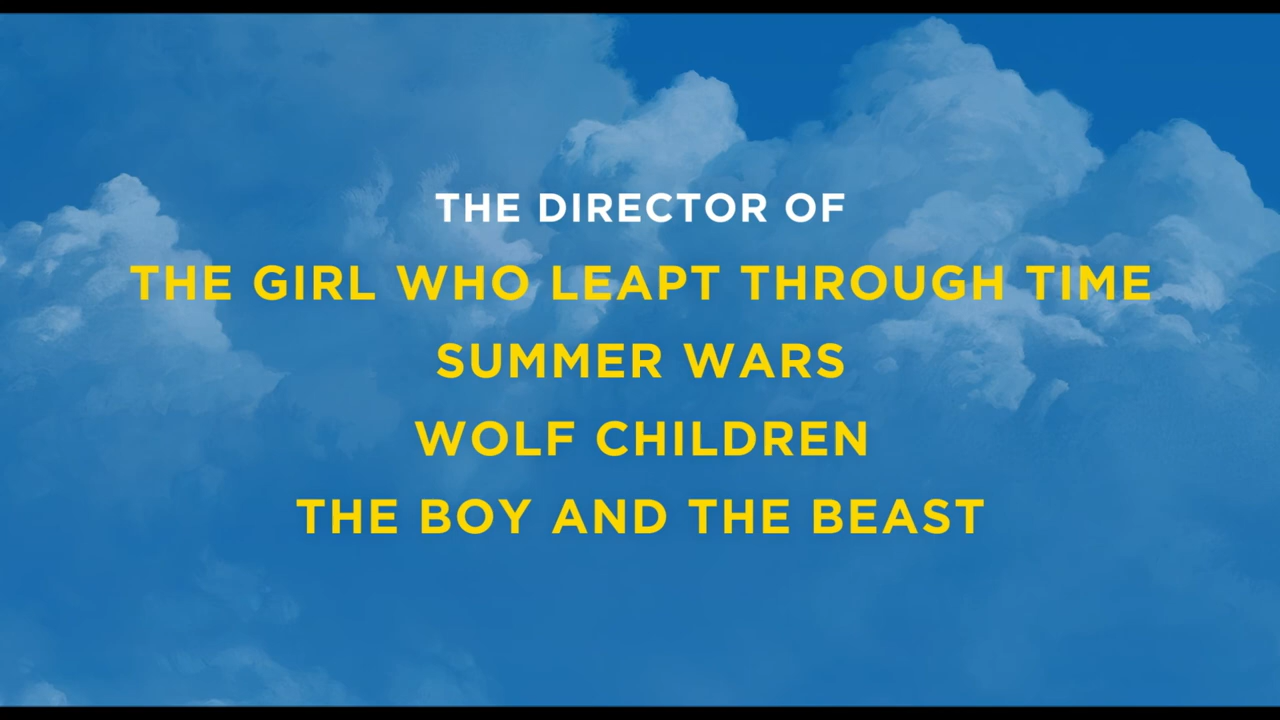 THE DIRECTOR OF
THE GIRL WHO LEAPT THROUGH TIME
SUMMER WARS
WOLF CHILDREN
THE BOY AND THE BEAST